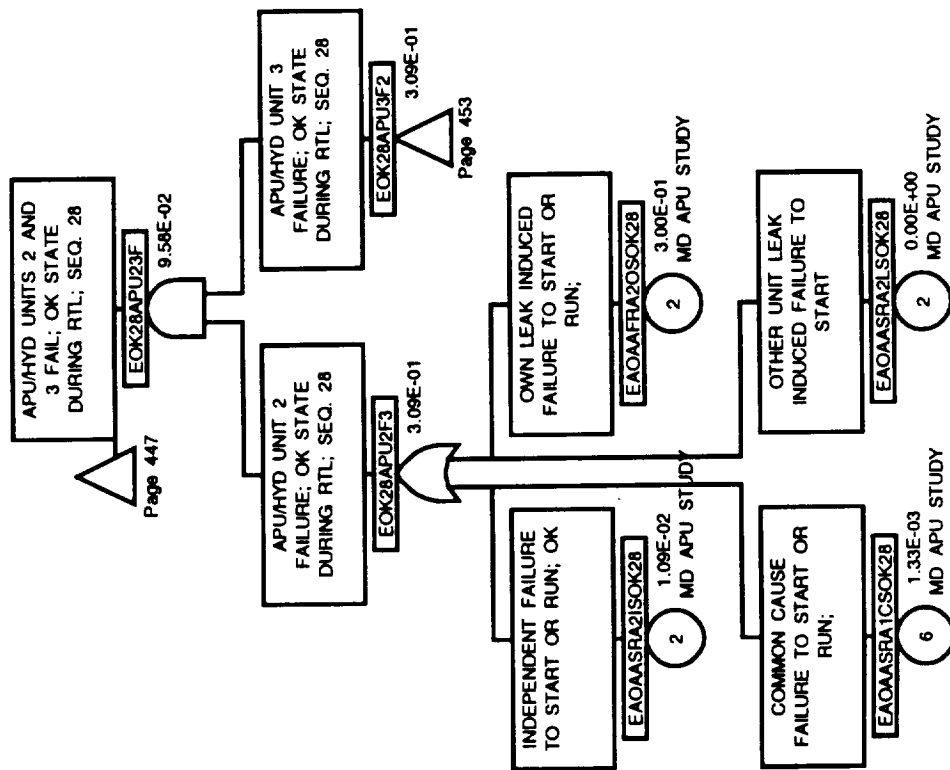 APU/HYD UNITS 2 AND
3 FAIL; OK STATE
DURING RTL; SEQ. 28
EOK28APU23F
9.58E-02
Page 447
APU/HYD UNIT 2
FAILURE; OK STATE
DURING RTL; SEQ. 28
EOK28APU2F3
3.09E-01
APU/HYD UNIT 3
FAILURE; OK STATE
DURING RTL; SEQ. 28
EOK28APU3F2
3.09E-01
Page 453
INDEPENDENT FAILURE
TO START OR RUN; OK
EAOAASRA2ISOK28
2
1.09E-02
MD APU STUDY
OWN LEAK INDUCED
FAILURE TO START OR
RUN;
EAOAAFRA2OSOK28
2
3.00E-01
MD APU STUDY
COMMON CAUSE
FAILURE TO START OR
RUN;
EAOAASRA1CSOK28
6
1.33E-03
MD APU STUDY
OTHER UNIT LEAK
INDUCED FAILURE TO
START
EAOAASRA2LSOK28
2
0.00E+00
MD APU STUDY